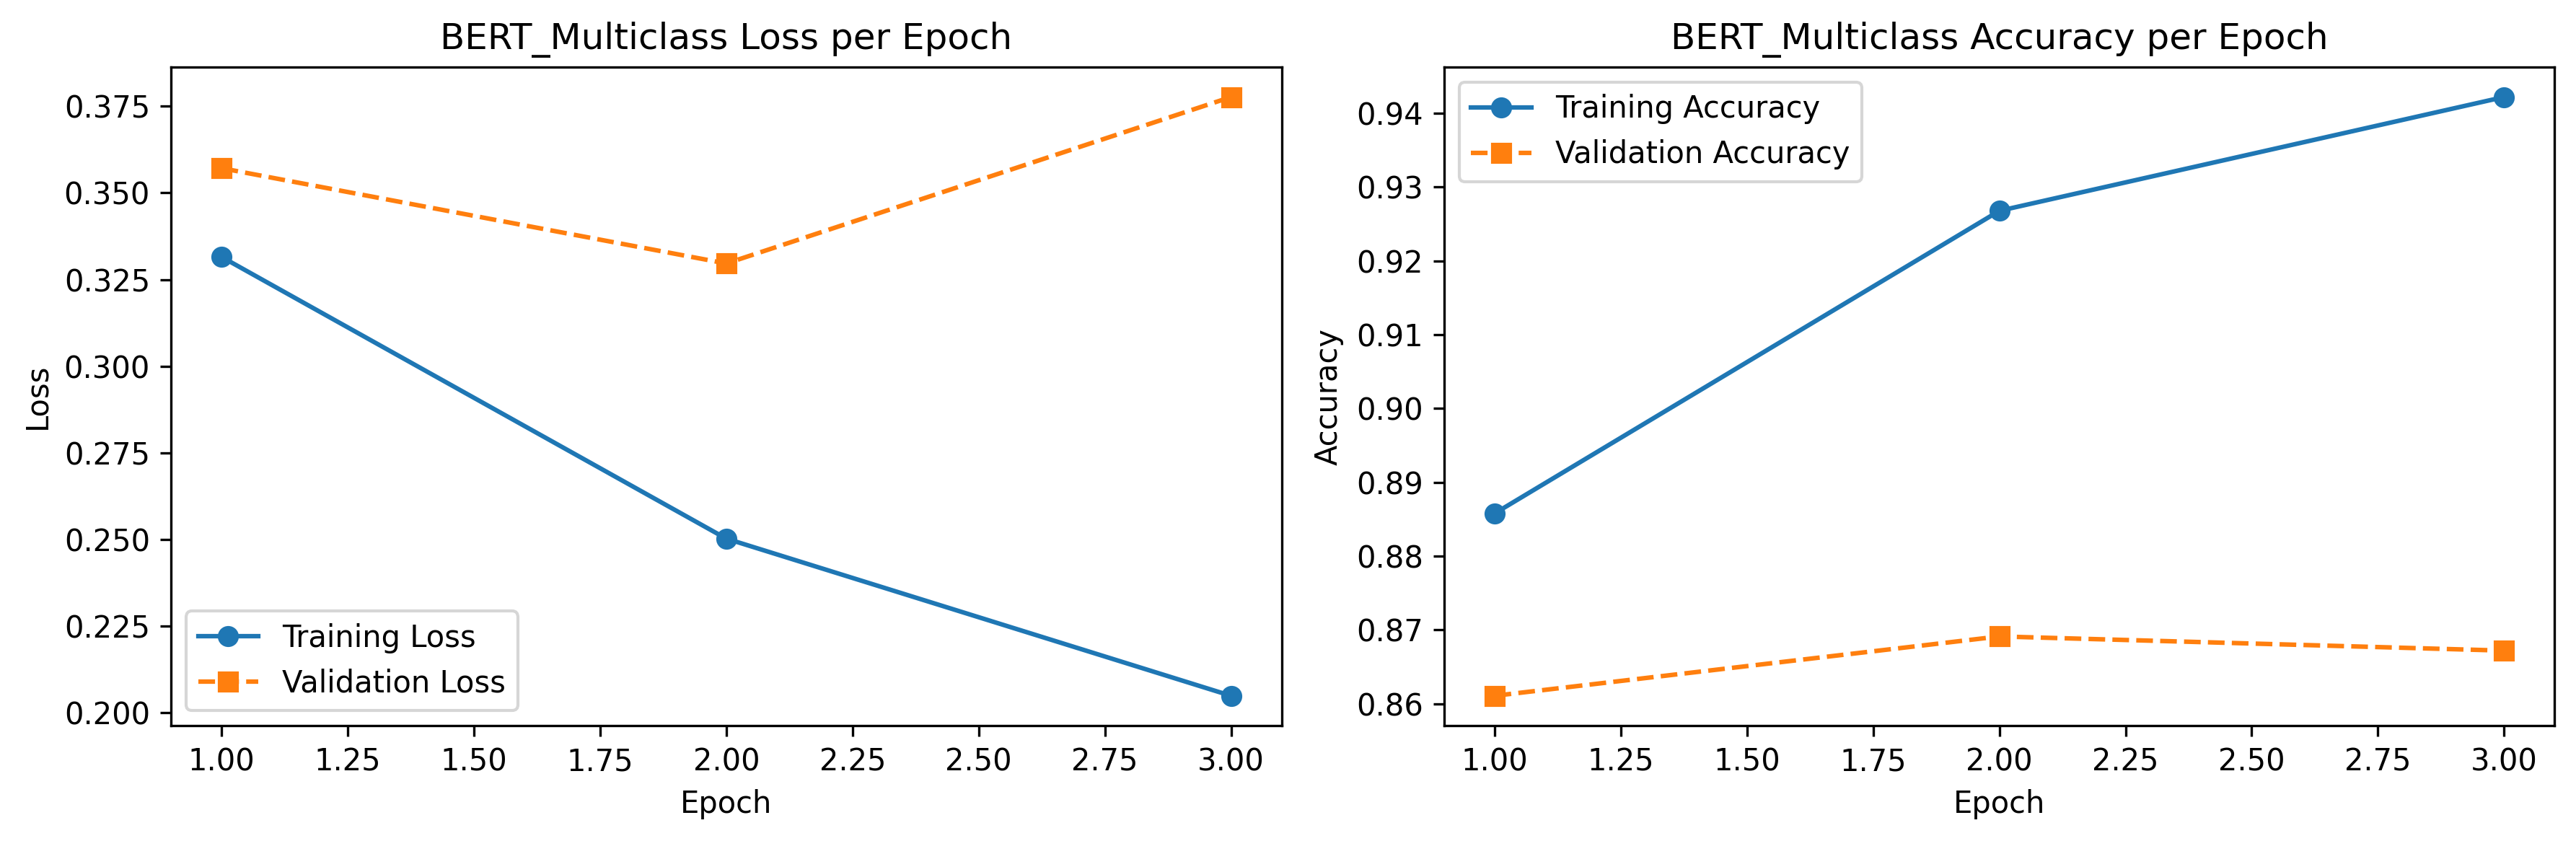 BERT_Multiclass Loss per Epoch
0.375
0.350
0.325
0.300
0.275
0.250
0.225
0.200
Loss
Training Loss
Validation Loss
1.00 1.25 1.50 1.75 2.00 2.25 2.50 2.75 3.00
Epoch
BERT_Multiclass Accuracy per Epoch
Training Accuracy
Validation Accuracy
0.94
0.93
0.92
0.91
0.90
0.89
0.88
0.87
0.86
Accuracy
1.00 1.25 1.50 1.75 2.00 2.25 2.50 2.75 3.00
Epoch